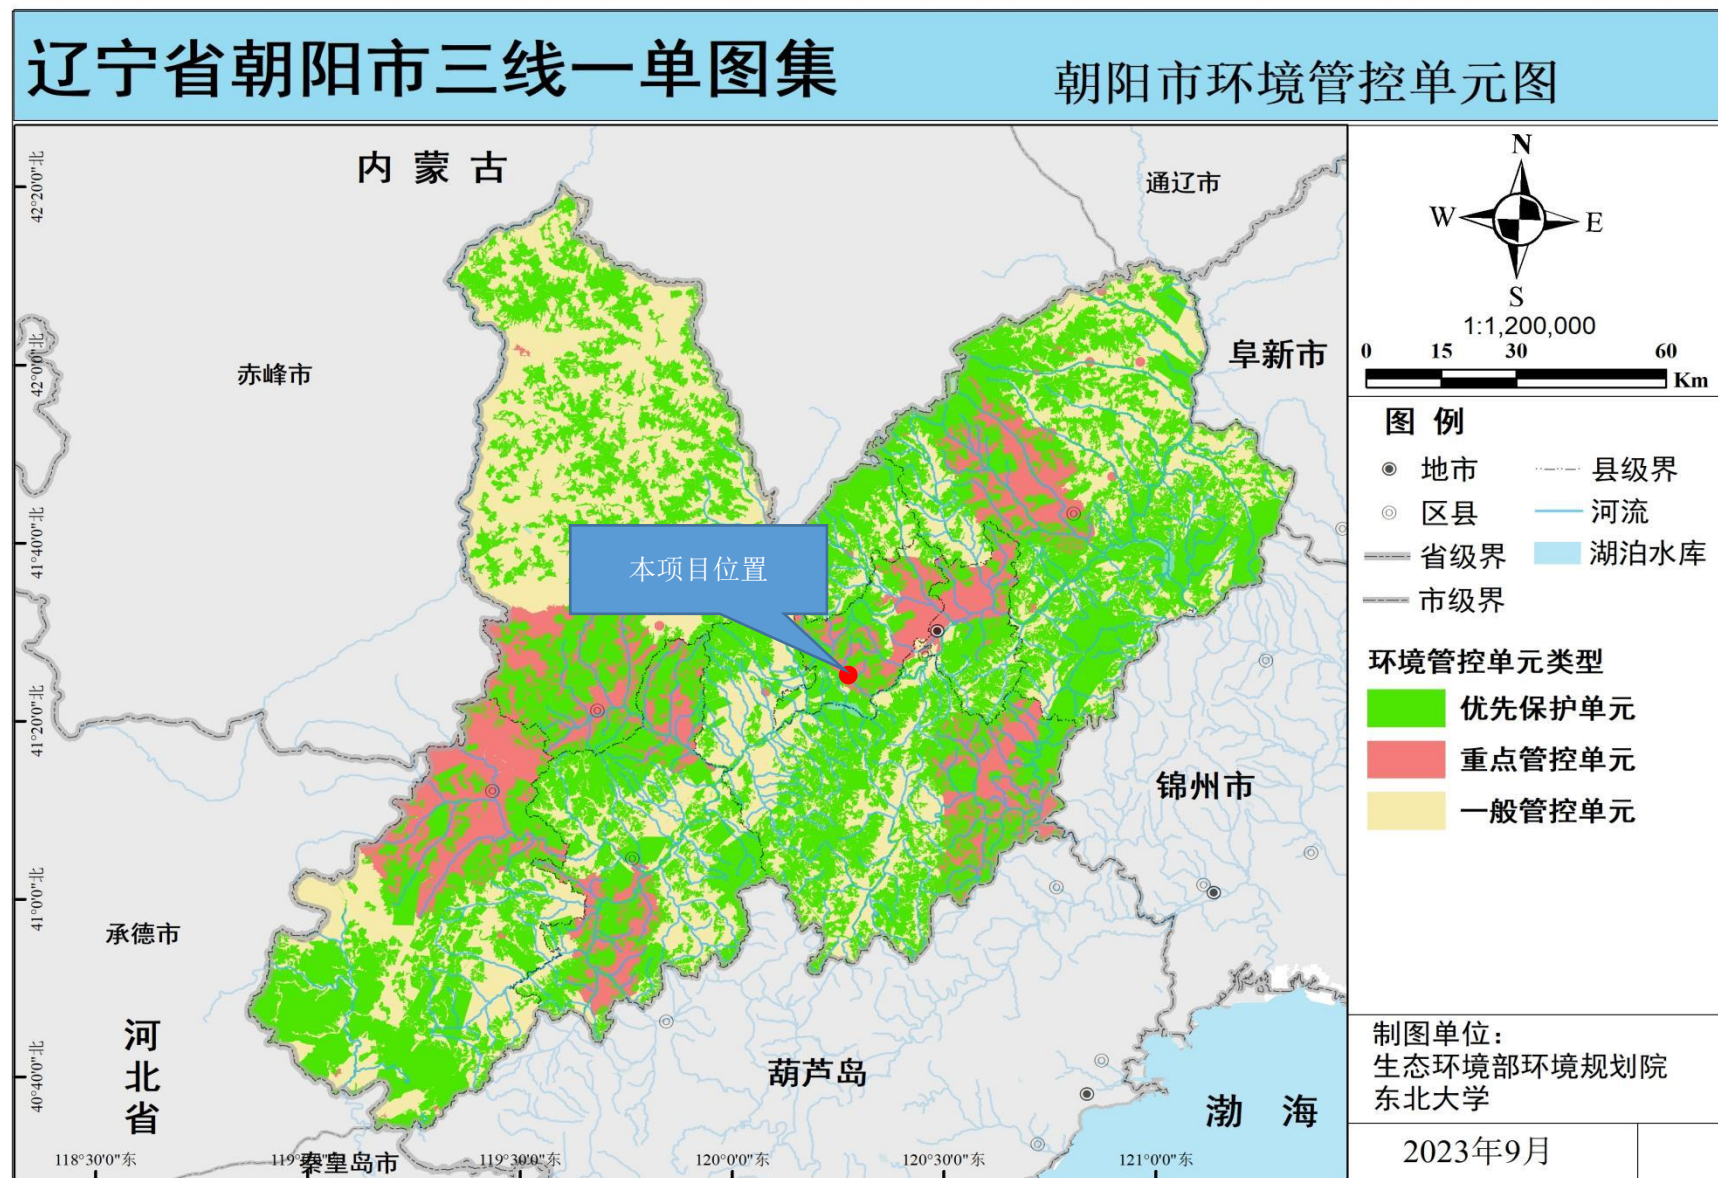 辽宁省朝阳市三线一单图集
朝阳市环境管控单元图
内 蒙 古
通辽市
阜新市
赤峰市
本项目位置
锦州市
承德市
河北省
葫芦岛
渤 海
秦皇岛市
42°20'0"北
42°0'0"北
41°40'0"北
41°20'0"北
41°0'0"北
40°40'0"北
118°30'0"东
119°30'0"东
120°0'0"东
120°30'0"东
121°0'0"东
N
W
E
S
1:1,200,000
0 15 30 60
Km
图 例
地市
县级界
区县
河流
省级界
湖泊水库
市级界
环境管控单元类型
优先保护单元
重点管控单元
一般管控单元
制图单位：
生态环境部环境规划院
东北大学
2023年9月